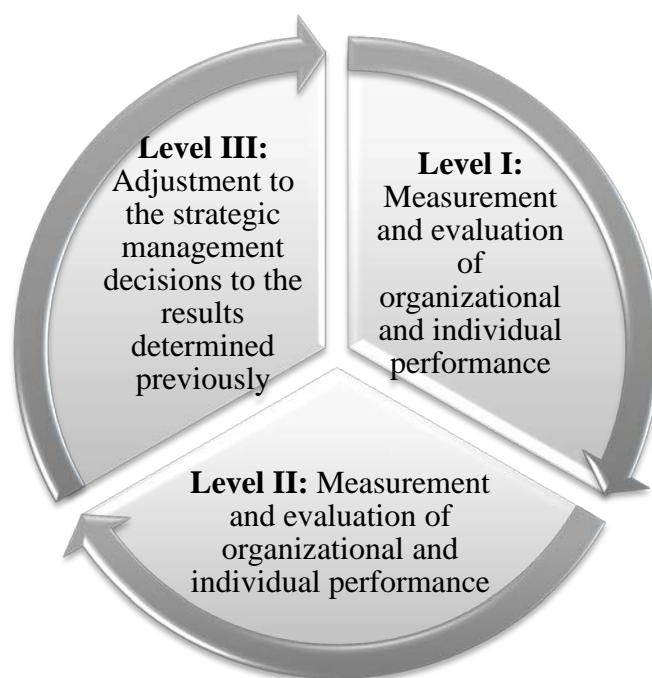 Level III:
Adjustment to
the strategic
management
decisions to the
results
determined
previously
Level I:
Measurement
and evaluation
of
organizational
and individual
performance
Level II: Measurement
and evaluation of
organizational and
individual performance